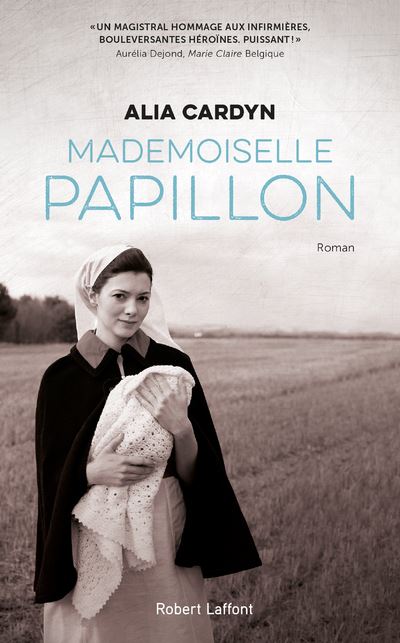 « UN MAGISTRAL HOMMAGE AUX INFIRMIÈRES,
BOULEVERSANTES HÉROÏNES. PUISSANT ! »
Aurélia Dejond, Marie Claire Belgique
ALIA CARDYN
MADEMOISELLE
PAPILLON
Roman
Robert Laffont